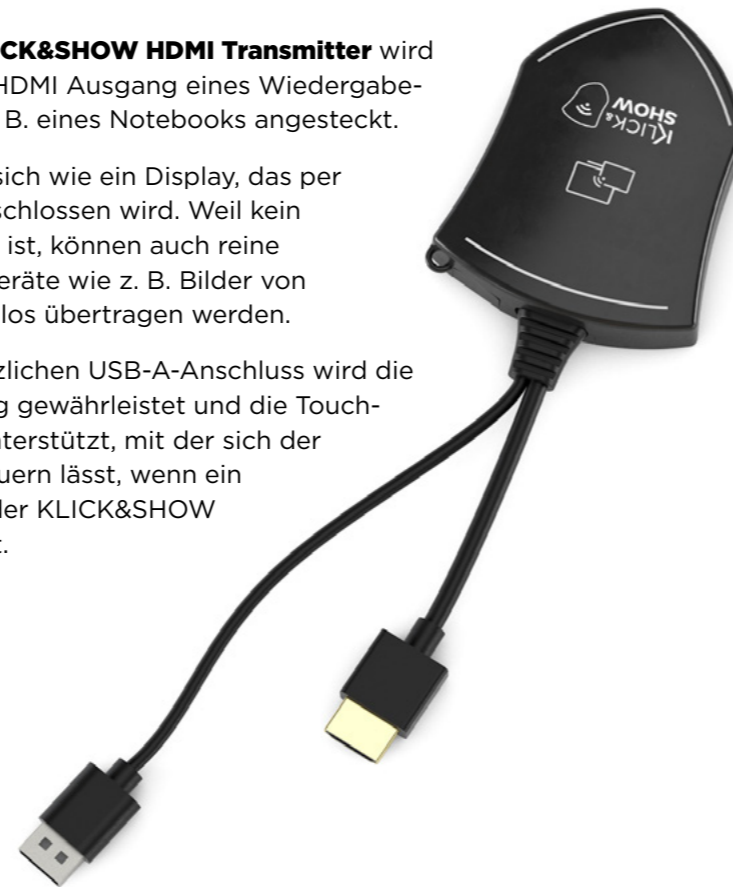 CK&SHOW HDMI Transmitter wird
HDMI Ausgang eines Wiedergabe-
B. eines Notebooks angesteckt.
sich wie ein Display, das per
schlossen wird. Weil kein
ist, können auch reine
eräte wie z. B. Bilder von
los übertragen werden.
zlichen USB-A-Anschluss wird die
g gewährleistet und die Touch-
terstützt, mit der sich der
uern lässt, wenn ein
der KLICK&SHOW
t.
KLICK&
SHOW